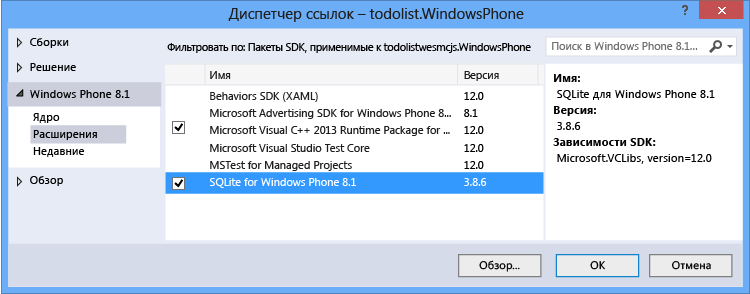 Диспетчер ссылок – todolist.WindowsPhone
Сборки
Решение
Windows Phone 8.1
Ядро
Расширения
Недавние
Обзор
Фильтровать по: Пакеты SDK, применимые к todolistwesmcjs.WindowsPhone
Поиск в Windows Phone 8.1...
Имя Версия
Behaviors SDK (XAML) 12.0
Microsoft Advertising SDK for Windows Phone 8... 8.1
Microsoft Visual C++ 2013 Runtime Package for ... 12.0
Microsoft Visual Studio Test Core 12.0
MSTest for Managed Projects 12.0
SQLite for Windows Phone 8.1 3.8.6
Имя:
SQLite для Windows Phone 8.1
Версия:
3.8.6
Зависимости SDK:
Microsoft.VCLibs, version=12.0
Обзор... ОК Отмена